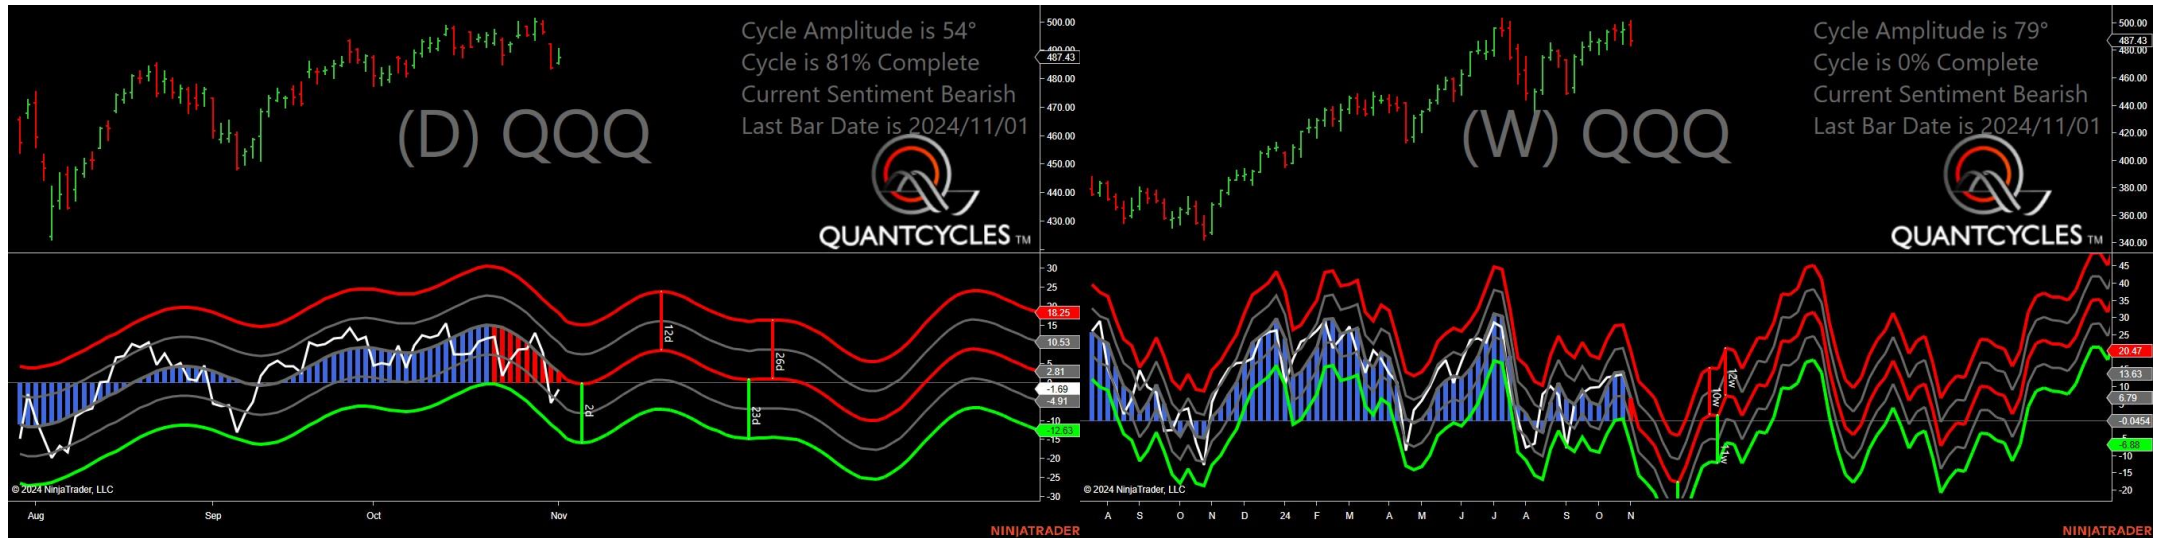 Cycle Amplitude is 54°
Cycle is 81% Complete
Current Sentiment Bearish
Last Bar Date is 2024/11/01
(D) QQQ
QUANTCYCLES TM
500.00
490.00
487.43
480.00
470.00
460.00
450.00
440.00
430.00
30
25
18.25
15
10.53
5
2.81
-1.69
-4.91
-10
-12.63
-15
-20
-25
-30
2d
12d
23d
26d
© 2024 NinjaTrader, LLC
Aug Sep Oct Nov
NINJATRADER
Cycle Amplitude is 79°
Cycle is 0% Complete
Current Sentiment Bearish
Last Bar Date is 2024/11/01
(W) QQQ
QUANTCYCLES TM
500.00
487.43
480.00
460.00
440.00
420.00
400.00
380.00
360.00
340.00
45
40
35
30
25
20.47
13.63
10
6.79
-0.0454
-6.88
-10
-15
-20
10w
12w
© 2024 NinjaTrader, LLC
A S O N D 24 F M A M J J A S O N
NINJATRADER